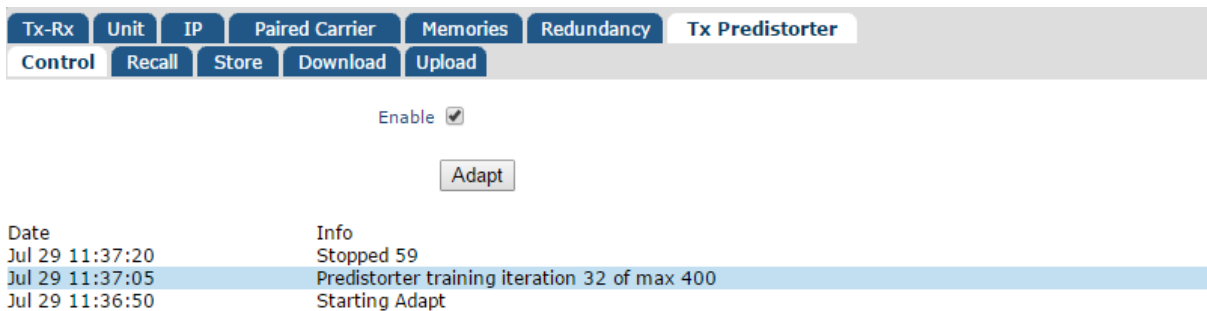 Tx-Rx Unit IP Paired Carrier Memories Redundancy Tx Predistorter
Control Recall Store Download Upload
Enable
Adapt
Date Info
Jul 29 11:37:20 Stopped 59
Jul 29 11:37:05 Predistorter training iteration 32 of max 400
Jul 29 11:36:50 Starting Adapt